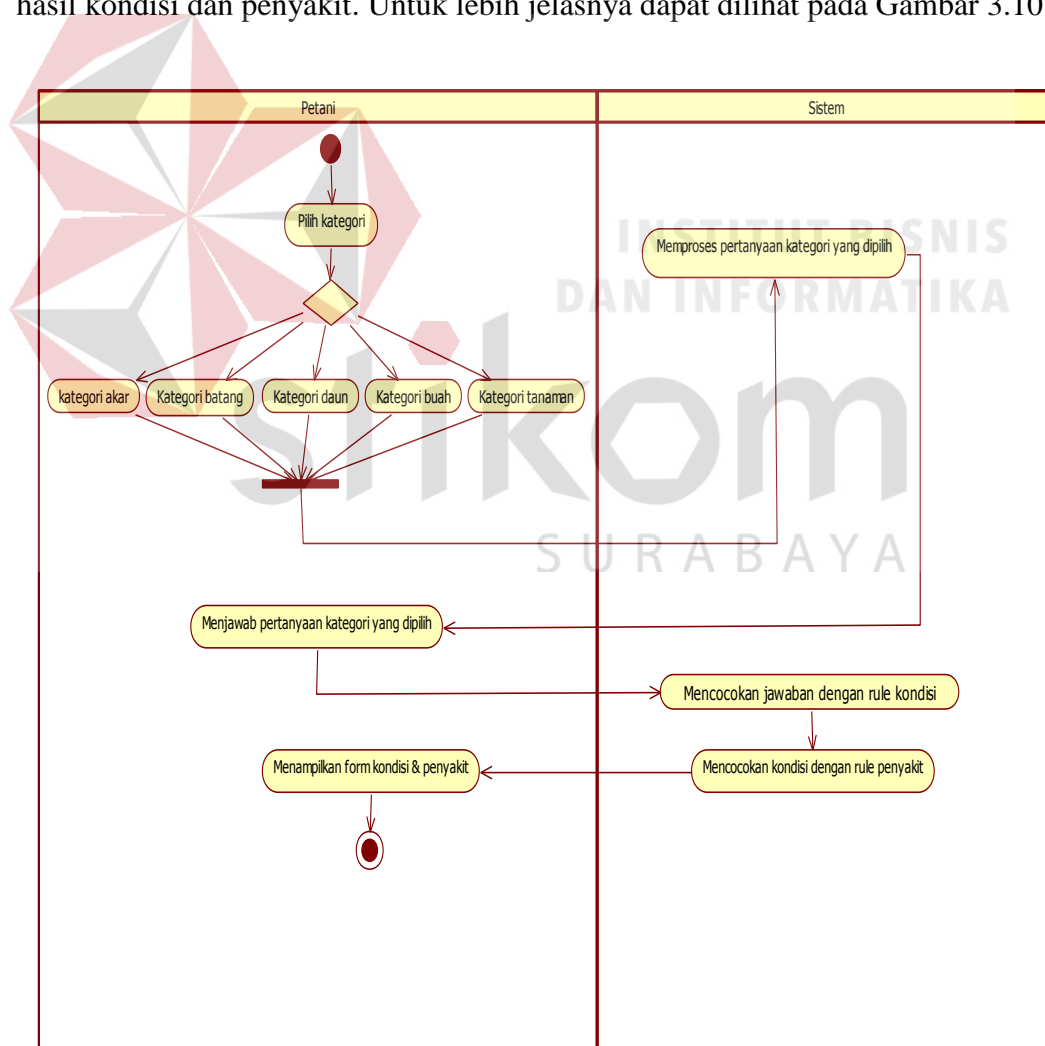 hasil kondisi dan penyakit. Untuk lebih jelasnya dapat dilihat pada Gambar 3.10
Petani
Sistem
Pilih kategori
INSTITUT BISNIS
DAN INFORMATIKA
Memproses pertanyaan kategori yang dipilih
kategori akar
Kategori batang
Kategori daun
Kategori buah
Kategori tanaman
stikom
SURABAYA
Menjawab pertanyaan kategori yang dipilih
Mencocokan jawaban dengan rule kondisi
Menampilkan form kondisi & penyakit
Mencocokan kondisi dengan rule penyakit